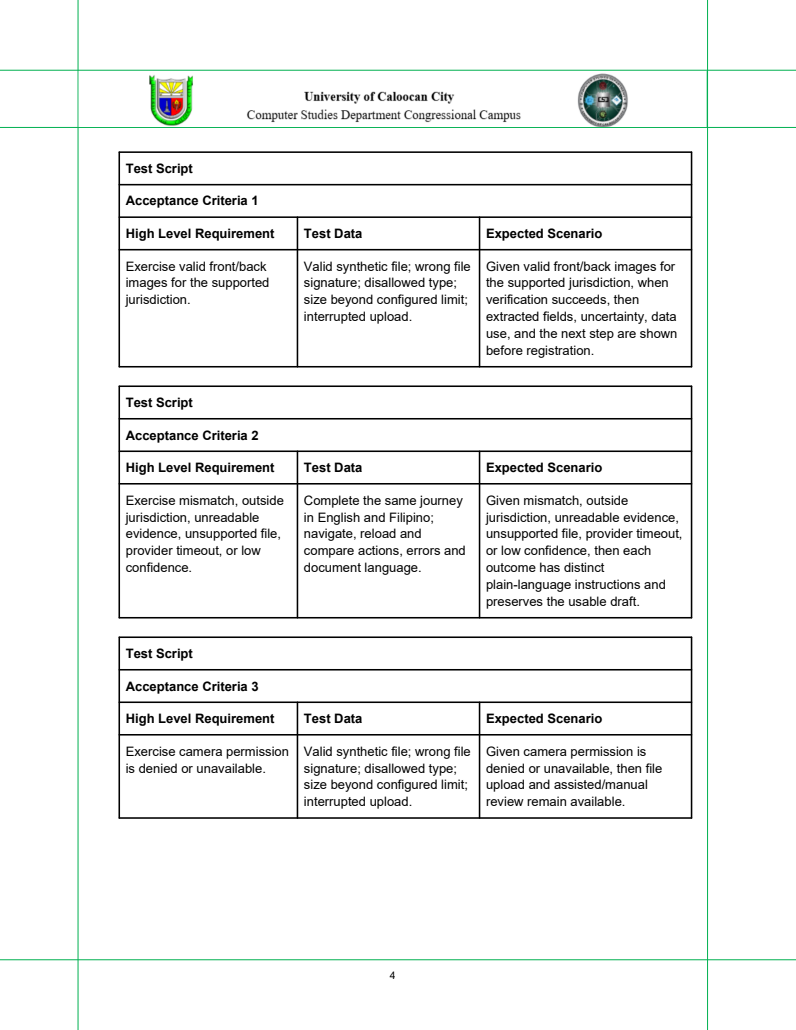 University of Caloocan City
Computer Studies Department Congressional Campus
Test Script
Acceptance Criteria 1
High Level Requirement
Test Data
Expected Scenario
Exercise valid front/back
images for the supported
jurisdiction.
Valid synthetic file; wrong file
signature; disallowed type;
size beyond configured limit;
interrupted upload.
Given valid front/back images for
the supported jurisdiction, when
verification succeeds, then
extracted fields, uncertainty, data
use, and the next step are shown
before registration.
Test Script
Acceptance Criteria 2
High Level Requirement
Test Data
Expected Scenario
Exercise mismatch, outside
jurisdiction, unreadable
evidence, unsupported file,
provider timeout, or low
confidence.
Complete the same journey
in English and Filipino;
navigate, reload and
compare actions, errors and
document language.
Given mismatch, outside
jurisdiction, unreadable evidence,
unsupported file, provider timeout,
or low confidence, then each
outcome has distinct
plain-language instructions and
preserves the usable draft.
Test Script
Acceptance Criteria 3
High Level Requirement
Test Data
Expected Scenario
Exercise camera permission
is denied or unavailable.
Valid synthetic file; wrong file
signature; disallowed type;
size beyond configured limit;
interrupted upload.
Given camera permission is
denied or unavailable, then file
upload and assisted/manual
review remain available.
4